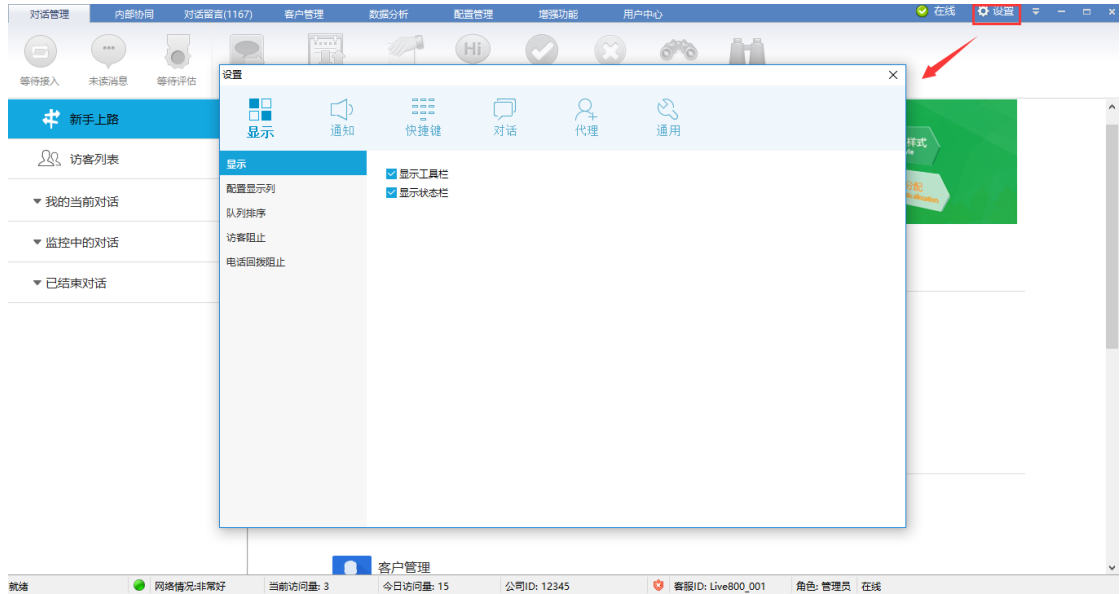 对话管理 内部协同 对话留言(1167) 客户管理 数据分析 配置管理 增强功能 用户中心 在线 设置
Hi
等待接入 未读消息 等待评估
设置
显示 通知 快捷键 对话 代理 通用
新手上路
访客列表
我的当前对话
监控中的对话
已结束对话
显示
配置显示列
队列排序
访客阻止
电话回拨阻止
显示工具栏
显示状态栏
样式
分配
客户管理
就绪 网络情况:非常好 当前访问量: 3 今日访问量: 15 公司ID: 12345 客服ID: Live800_001 角色: 管理员 在线